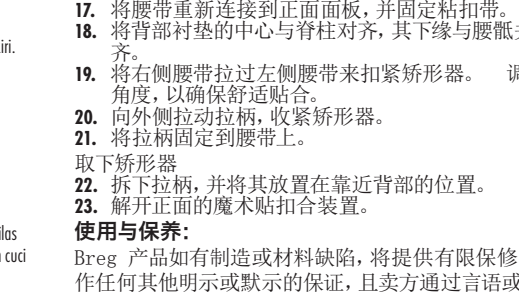 17. 将腰带重新连接到正面面板，并固定粘扣带。
iri.
18. 将背部衬垫的中心与脊柱对齐，其下缘与腰骶
齐。
19. 将右侧腰带拉过左侧腰带来扣紧矫形器。
角度，以确保舒适贴合。
20. 向外侧拉动拉柄，收紧矫形器。
21. 将拉柄固定到腰带上。
取下矫形器
22. 拆下拉柄，并将其放置在靠近背部的位置。
23. 解开正面的魔术贴扣合装置。
使用与保养：
cuci
Breg 产品如有制造或材料缺陷，将提供有限保修
作任何其他明示或默示的保证，且卖方通过言语或